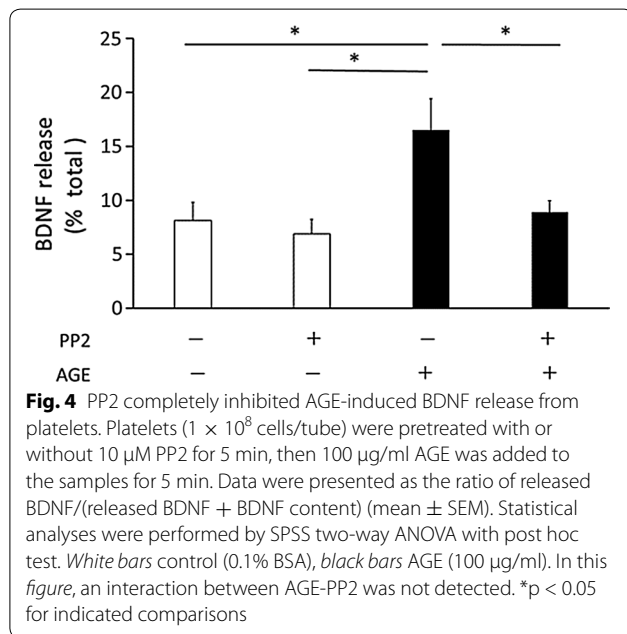 * *
*
25
20
15
10
5
0
BDNF release
(% total )
PP2 − + − +
AGE − − + +
Fig. 4 PP2 completely inhibited AGE-induced BDNF release from
platelets. Platelets (1 × 10⁸ cells/tube) were pretreated with or
without 10 μM PP2 for 5 min, then 100 μg/ml AGE was added to
the samples for 5 min. Data were presented as the ratio of released
BDNF/(released BDNF + BDNF content) (mean ± SEM). Statistical
analyses were performed by SPSS two-way ANOVA with post hoc
test. White bars control (0.1% BSA), black bars AGE (100 μg/ml). In this
figure, an interaction between AGE-PP2 was not detected. *p < 0.05
for indicated comparisons